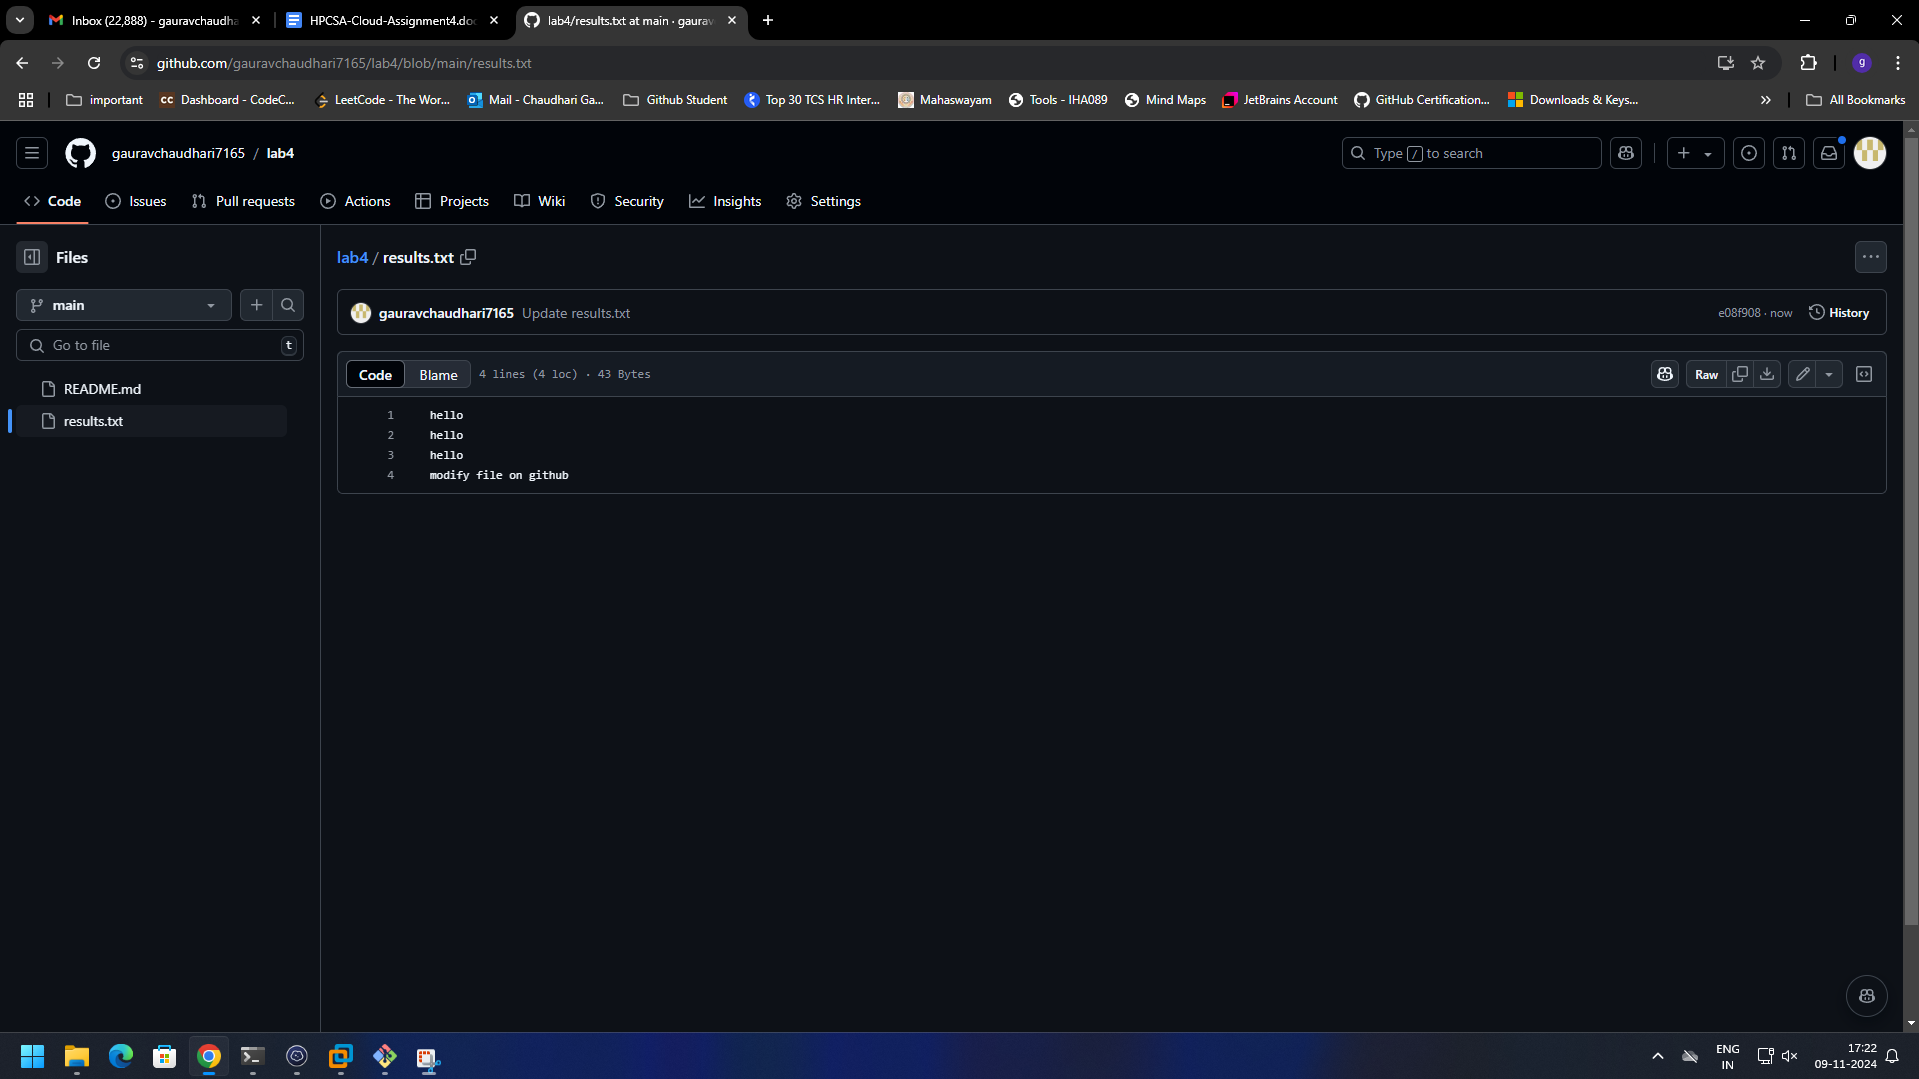 Inbox (22,888) - gauravchaudha
HPCSA-Cloud-Assignment4.doc
lab4/results.txt at main · gaurav
github.com/gauravchaudhari7165/lab4/blob/main/results.txt
g
important
CC Dashboard - CodeC...
LeetCode - The Wor...
Mail - Chaudhari Ga...
Github Student
Top 30 TCS HR Inter...
Mahaswayam
Tools - IHA089
Mind Maps
JetBrains Account
GitHub Certification...
Downloads & Keys...
All Bookmarks
gauravchaudhari7165 / lab4
Type / to search
Code
Issues
Pull requests
Actions
Projects
Wiki
Security
Insights
Settings
Files
main
Go to file
t
README.md
results.txt
lab4 / results.txt
gauravchaudhari7165 Update results.txt
e08f908 · now
History
Code
Blame
4 lines (4 loc) · 43 Bytes
Raw
1 hello
2 hello
3 hello
4 modify file on github
ENG
IN
17:22
09-11-2024